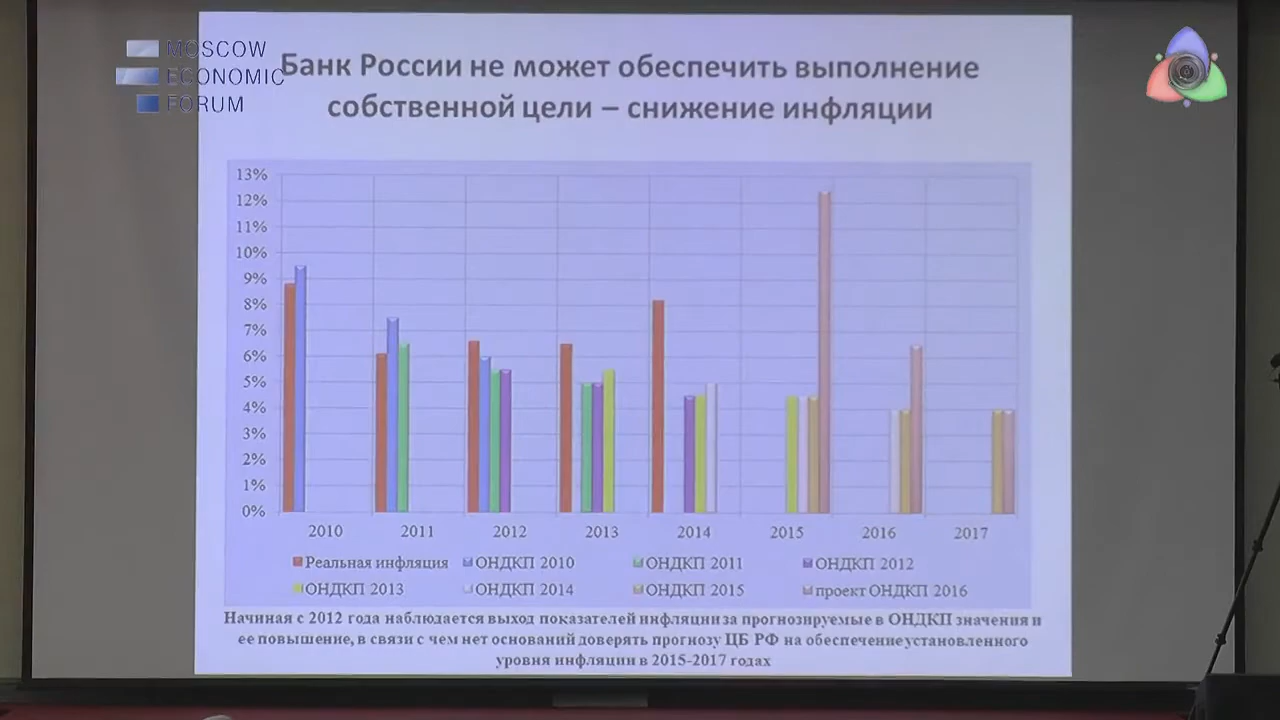 MOSCOW
ECONOMIC
FORUM
Банк России не может обеспечить выполнение
собственной цели – снижение инфляции
13%
12%
11%
10%
9%
8%
7%
6%
5%
4%
3%
2%
1%
0%
2010 2011 2012 2013 2014 2015 2016 2017
Реальная инфляция ОНДКП 2010 ОНДКП 2011 ОНДКП 2012
ОНДКП 2013 ОНДКП 2014 ОНДКП 2015 проект ОНДКП 2016
Начиная с 2012 года наблюдается выход показателей инфляции за прогнозируемые в ОНДКП значения и
ее повышение, в связи с чем нет оснований доверять прогнозу ЦБ РФ на обеспечение установленного
уровня инфляции в 2015-2017 годах